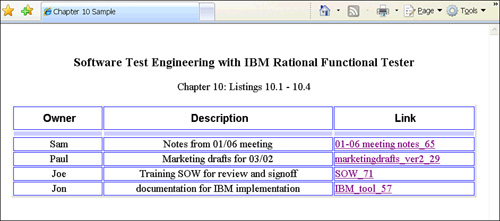 Chapter 10 Sample
Page Tools
Software Test Engineering with IBM Rational Functional Tester
Chapter 10: Listings 10.1 - 10.4
Owner Description Link
Sam Notes from 01/06 meeting 01-06 meeting notes_65
Paul Marketing drafts for 03/02 marketingdrafts_ver2_29
Joe Training SOW for review and signoff SOW_71
Jon documentation for IBM implementation IBM_tool_57